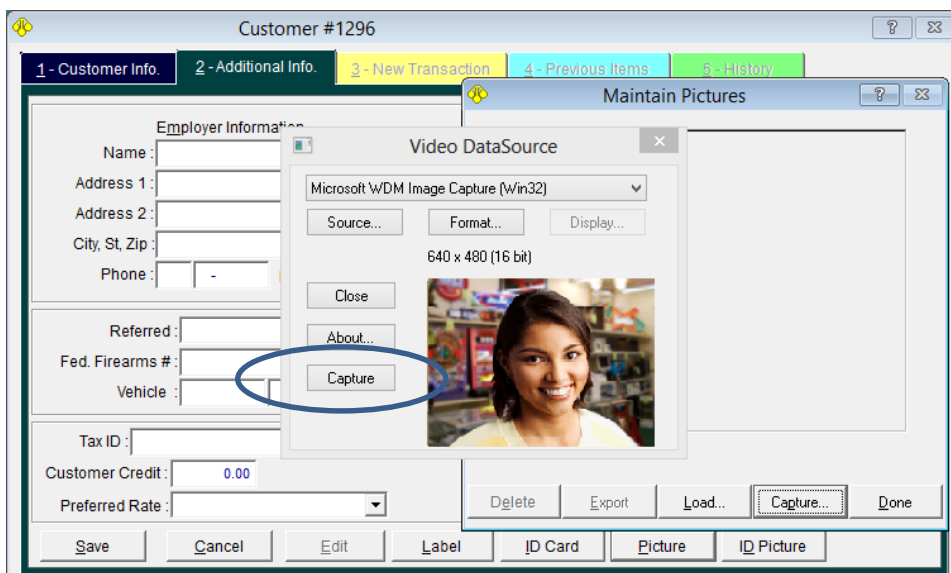 Customer #1296
1 - Customer Info.
2 - Additional Info.
3 - New Transaction
4 - Previous Items
5 - History
Maintain Pictures
Employer Information
Name :
Address 1 :
Address 2 :
City, St, Zip :
Phone :
-
Referred :
Fed. Firearms # :
Vehicle :
Tax ID :
Customer Credit :
0.00
Preferred Rate :
Video DataSource
Microsoft WDM Image Capture (Win32)
Source...
Format...
Display...
640 x 480 (16 bit)
Close
About...
Capture
Delete
Export
Load...
Capture...
Done
Save
Cancel
Edit
Label
ID Card
Picture
ID Picture